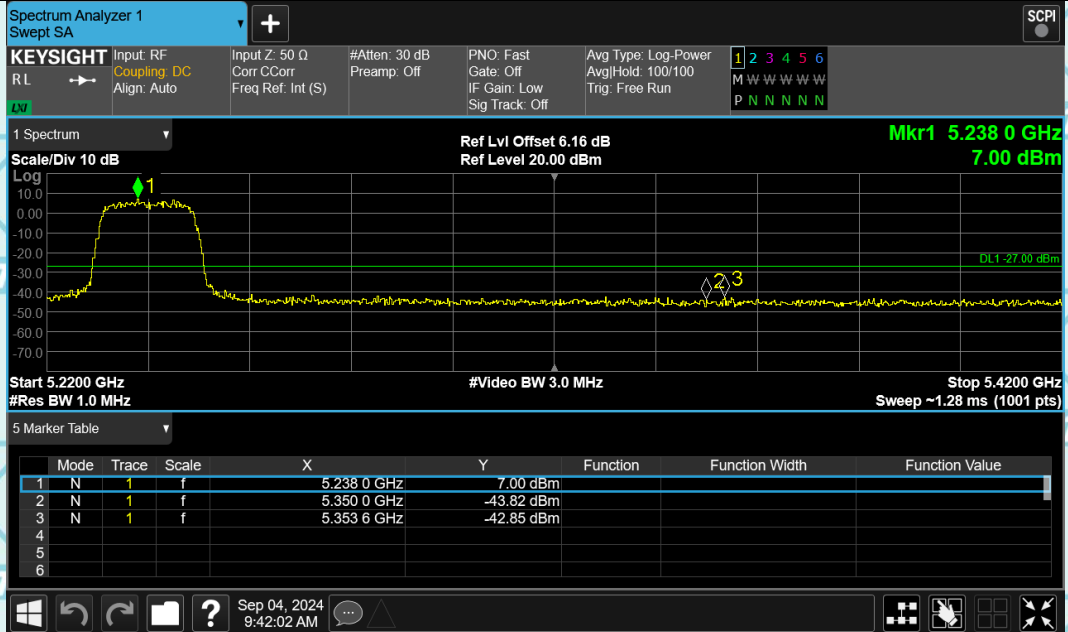 Spectrum Analyzer 1
Swept SA
SCPI
KEYSIGHT
R L
LXI
Input: RF
Coupling: DC
Align: Auto
Input Z: 50 Ω
Corr CCorr
Freq Ref: Int (S)
#Atten: 30 dB
Preamp: Off
PNO: Fast
Gate: Off
IF Gain: Low
Sig Track: Off
Avg Type: Log-Power
Avg|Hold: 100/100
Trig: Free Run
1 2 3 4 5 6
M W W W W W
P N N N N N
1 Spectrum
Scale/Div 10 dB
Ref Lvl Offset 6.16 dB
Ref Level 20.00 dBm
Mkr1 5.238 0 GHz
7.00 dBm
Log
10.0
0.00
-10.0
-20.0
-30.0
-40.0
-50.0
-60.0
-70.0
1
DL1 -27.00 dBm
2 3
Start 5.2200 GHz
#Video BW 3.0 MHz
Stop 5.4200 GHz
#Res BW 1.0 MHz
Sweep ~1.28 ms (1001 pts)
5 Marker Table
Mode Trace Scale X Y Function Function Width Function Value
1 N 1 f 5.238 0 GHz 7.00 dBm
2 N 1 f 5.350 0 GHz -43.82 dBm
3 N 1 f 5.353 6 GHz -42.85 dBm
4
5
6
?
Sep 04, 2024
9:42:02 AM